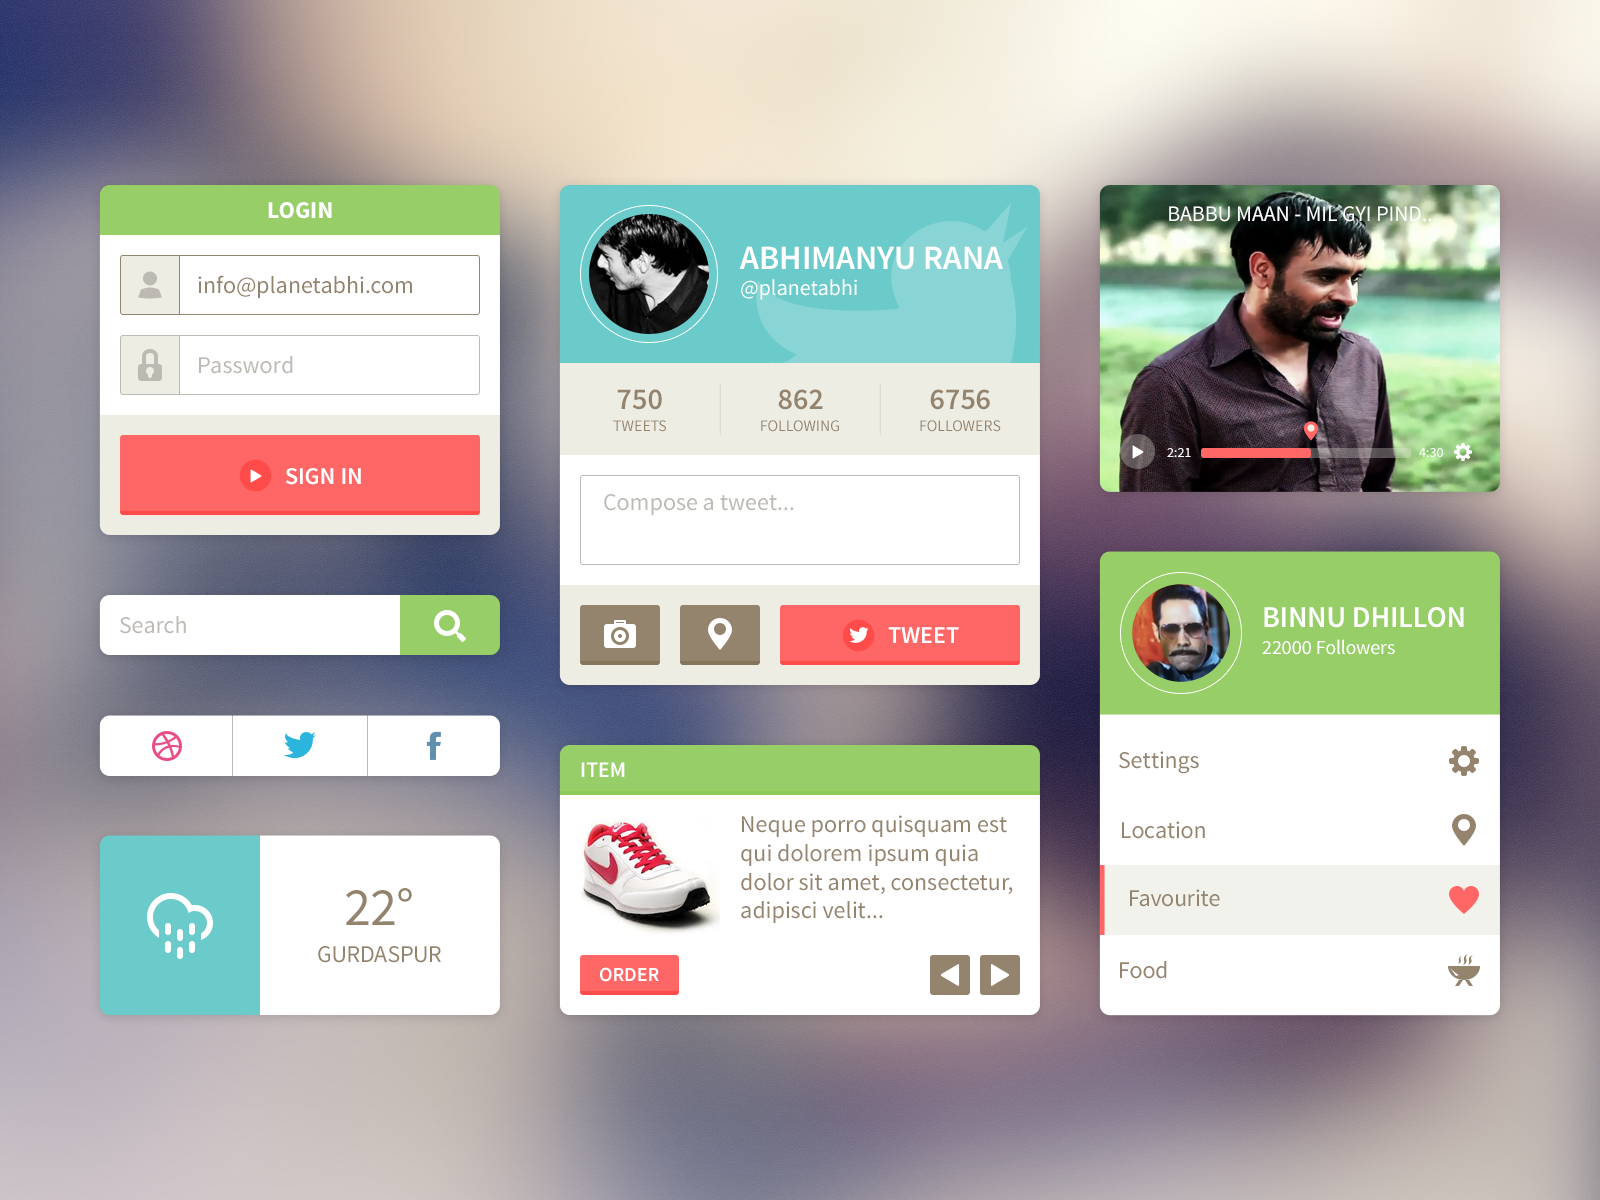 LOGIN
info@planetabhi.com
Password
SIGN IN
Search
22°
GURDASPUR
ABHIMANYU RANA
@planetabhi
750
TWEETS
862
FOLLOWING
6756
FOLLOWERS
Compose a tweet...
TWEET
ITEM
Neque porro quisquam est
qui dolorem ipsum quia
dolor sit amet, consectetur,
adipisci velit...
ORDER
BABBU MAAN - MIL GYI PIND..
2:21
4:30
BINNU DHILLON
22000 Followers
Settings
Location
Favourite
Food